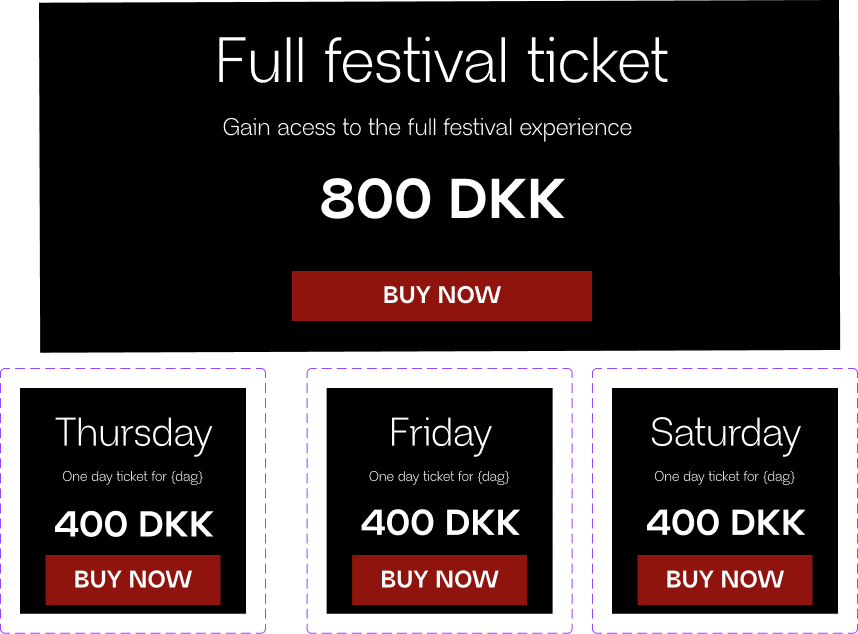 Full festival ticket
Gain acess to the full festival experience
800 DKK
BUY NOW
Thursday
One day ticket for {dag}
400 DKK
BUY NOW
Friday
One day ticket for {dag}
400 DKK
BUY NOW
Saturday
One day ticket for {dag}
400 DKK
BUY NOW